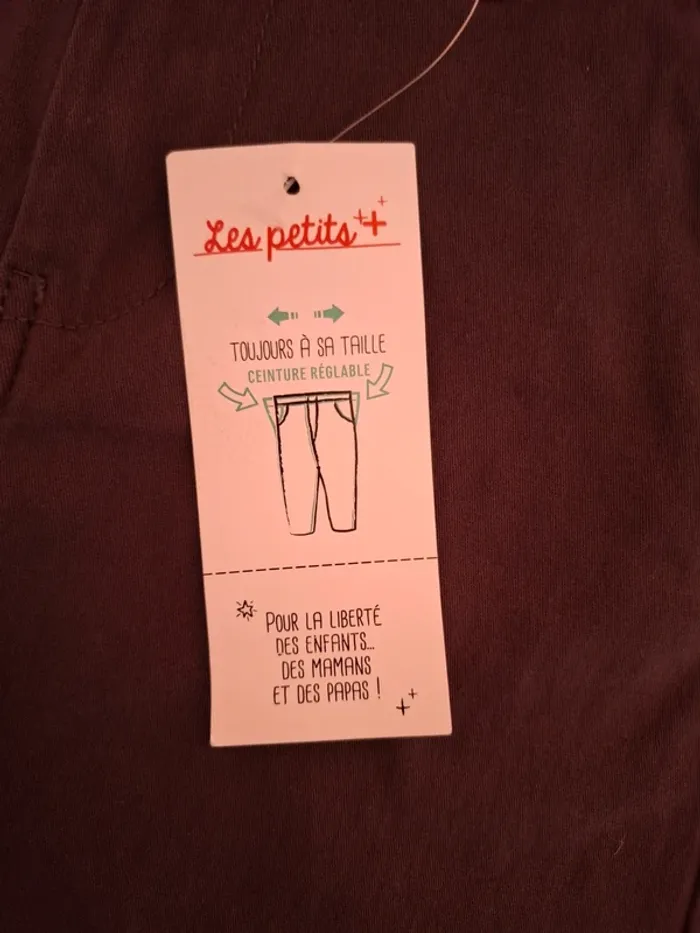 Les petits +
TOUJOURS À SA TAILLE
CEINTURE RÉGLABLE
POUR LA LIBERTÉ
DES ENFANTS...
DES MAMANS
ET DES PAPAS !